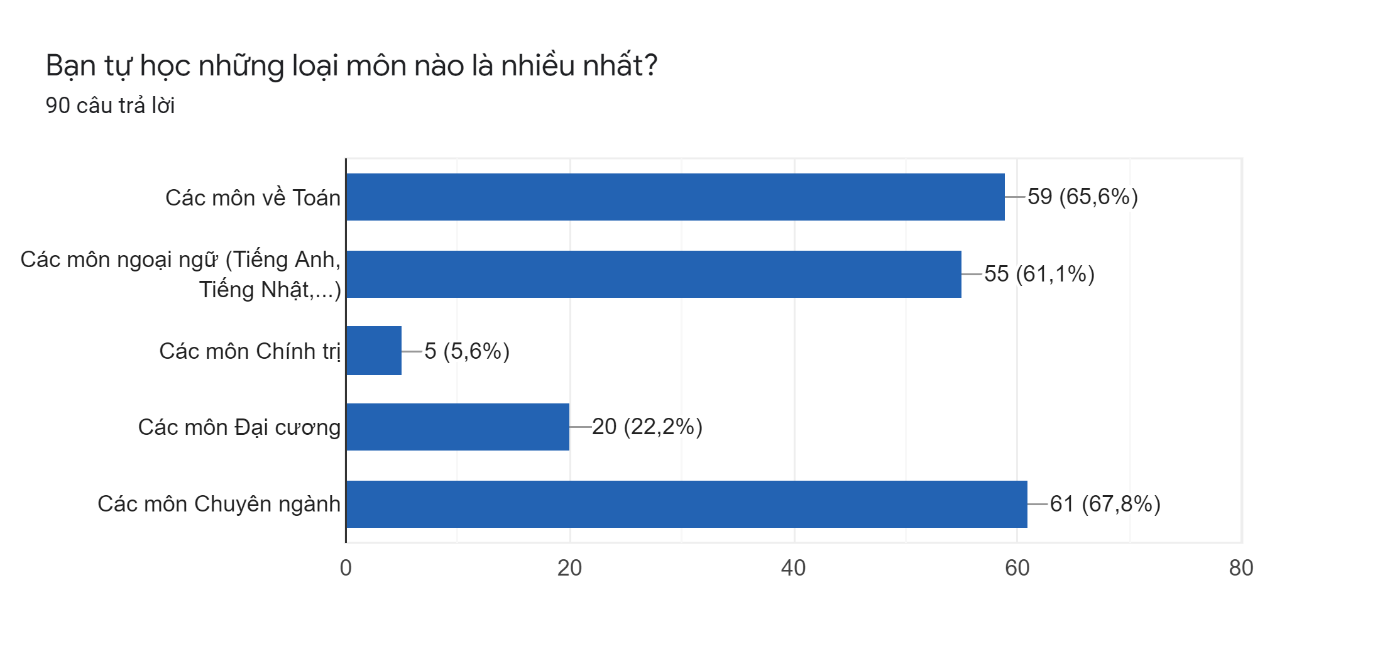 Bạn tự học những loại môn nào là nhiều nhất?
90 câu trả lời
Các môn về Toán
59 (65,6%)
Các môn ngoại ngữ (Tiếng Anh,
Tiếng Nhật,...)
55 (61,1%)
Các môn Chính trị
5 (5,6%)
Các môn Đại cương
20 (22,2%)
Các môn Chuyên ngành
61 (67,8%)
0 20 40 60 80